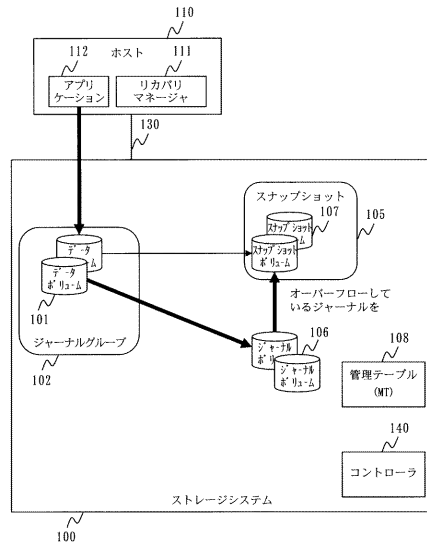 110
ホスト
112
111
アプリ
ケーション
リカバリ
マネージャ
130
スナップショット
107
105
スナップショット
ーム
スナップショット
ボリューム
デー
ーム
データ
ボリューム
101
ジャーナルグループ
102
オーバーフローして
いるジャーナルを
106
ジャーナル
ボリ
ジャーナル
ボリューム
108
管理テーブル
(MT)
140
コントローラ
ストレージシステム
100